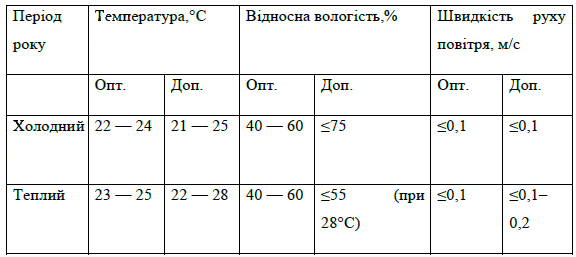 Період року | Температура,°С | Відносна вологість,% | Швидкість руху повітря, м/с
Опт. | Доп. | Опт. | Доп. | Опт. | Доп.
Холодний | 22 — 24 | 21 — 25 | 40 — 60 | ≤75 | ≤0,1 | ≤0,1
Теплий | 23 — 25 | 22 — 28 | 40 — 60 | ≤55 (при 28°С) | ≤0,1 | ≤0,1–0,2